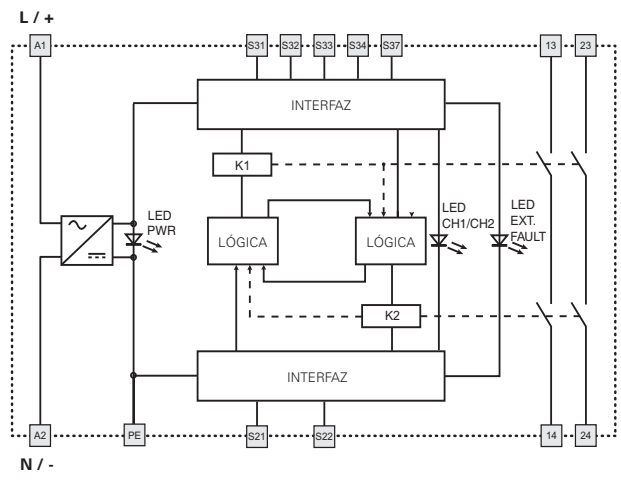 L / +
A1
S31
S32
S33
S34
S37
13
23
INTERFAZ
K1
LED
PWR
LÓGICA
LÓGICA
LED
CH1/CH2
LED
EXT.
FAULT
K2
INTERFAZ
A2
PE
S21
S22
14
24
N / -